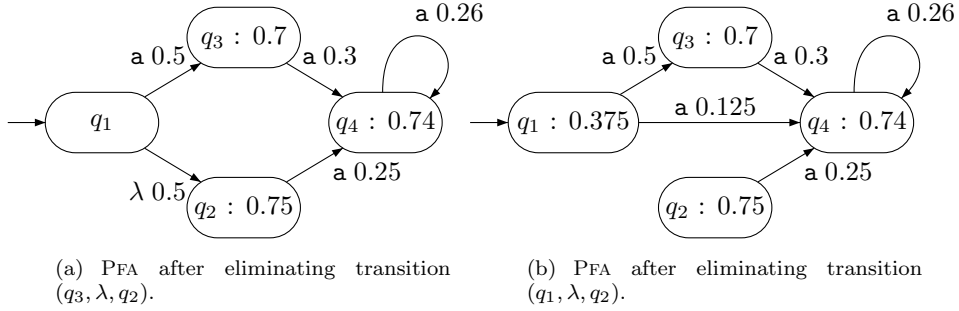 a 0.26
q3 : 0.7
a 0.5
a 0.3
q1
q4 : 0.74
λ 0.5
a 0.25
q2 : 0.75
(a) PFA after eliminating transition
(q3, λ, q2).
a 0.26
q3 : 0.7
a 0.5
a 0.3
q1 : 0.375
a 0.125
q4 : 0.74
a 0.25
q2 : 0.75
(b) PFA after eliminating transition
(q1, λ, q2).